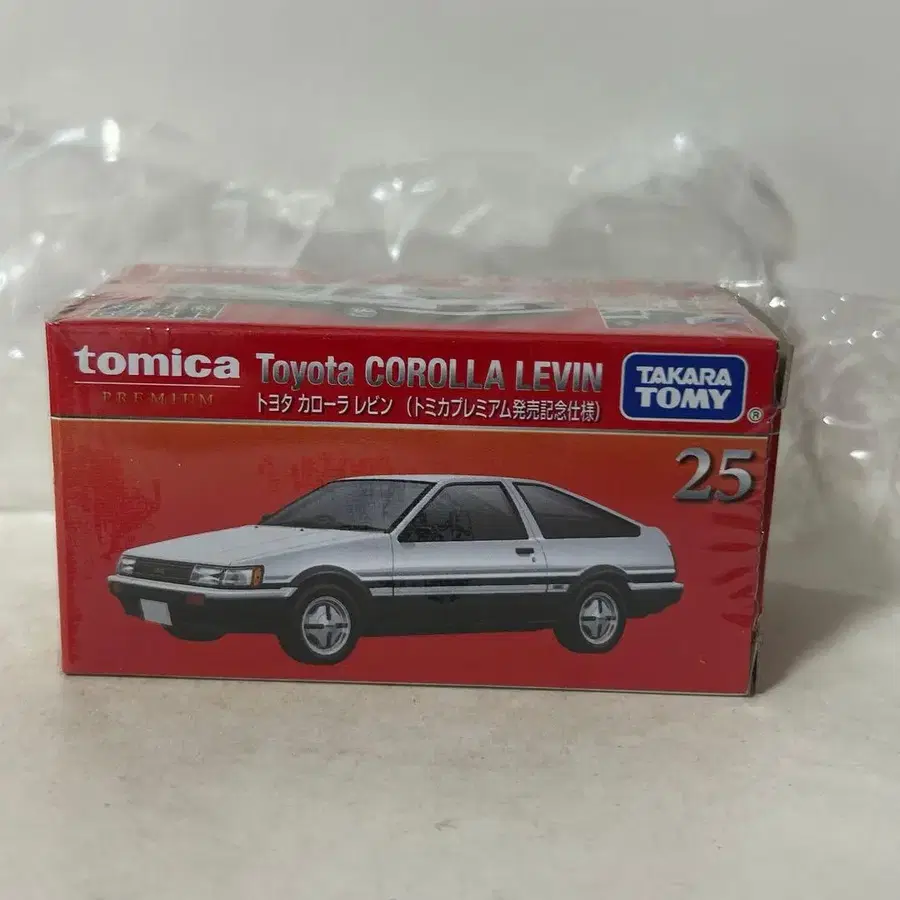 tomica
PREMIUM
Toyota COROLLA LEVIN
トヨタ カローラ レビン (トミカプレミアム発売記念仕様)
TAKARA
TOMY
®
25